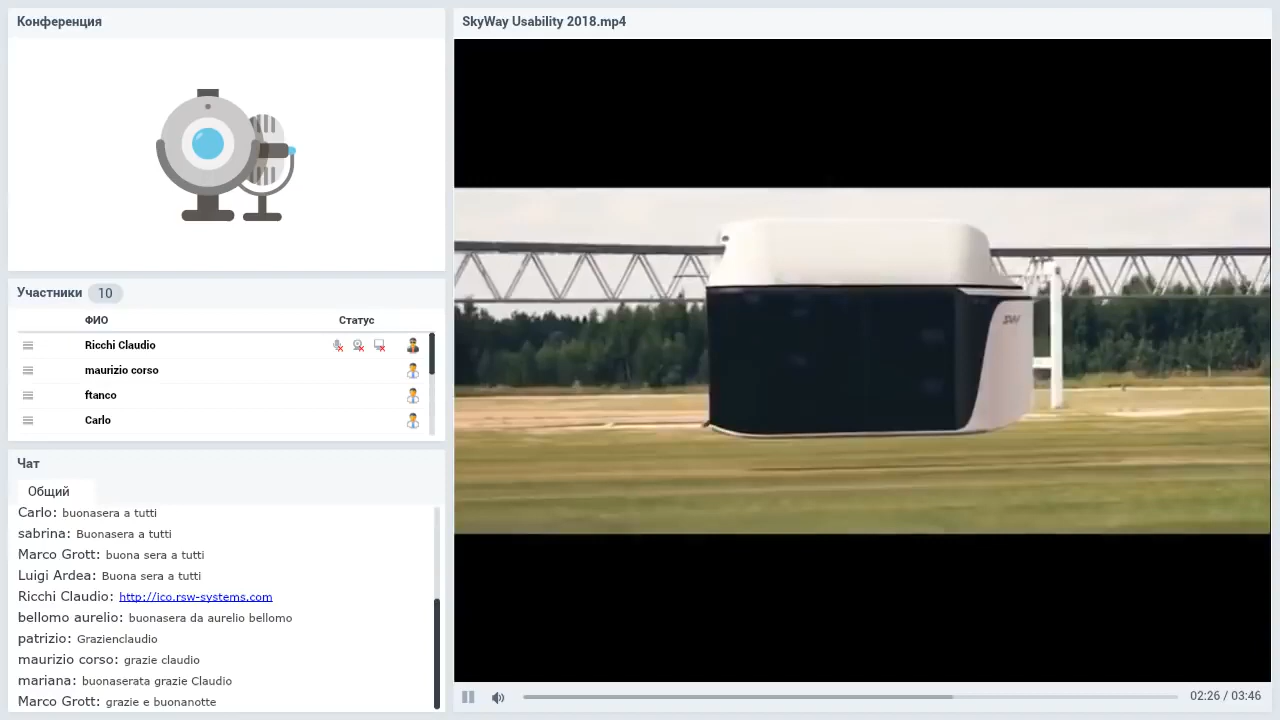 Конференция
SkyWay Usability 2018.mp4
Участники 10
ФИО Статус
Ricchi Claudio
maurizio corso
ftanco
Carlo
Чат
Общий
Carlo: buonasera a tutti
sabrina: Buonasera a tutti
Marco Grott: buona sera a tutti
Luigi Ardea: Buona sera a tutti
Ricchi Claudio: http://ico.rsw-systems.com
bellomo aurelio: buonasera da aurelio bellomo
patrizio: Grazienclaudio
maurizio corso: grazie claudio
mariana: buonaserata grazie Claudio
Marco Grott: grazie e buonanotte
SW
02:26 / 03:46